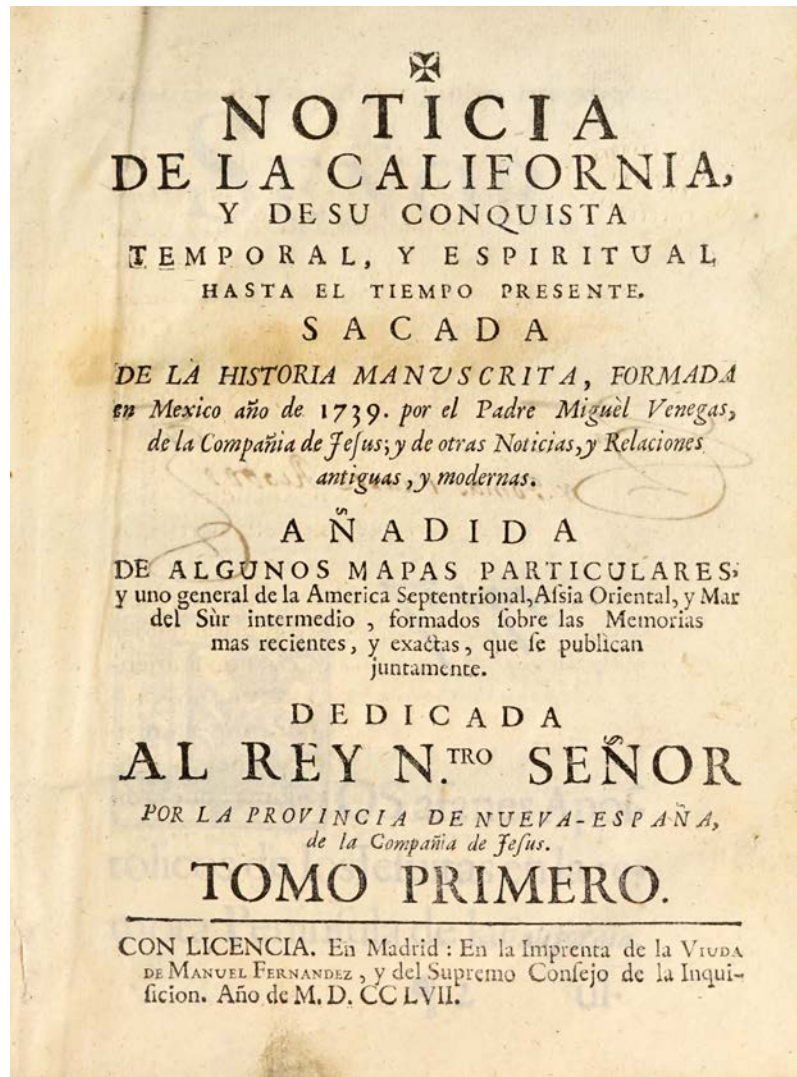 ✠
NOTICIA
DE LA CALIFORNIA,
Y DESU CONQUISTA
TEMPORAL, Y ESPIRITUAL
HASTA EL TIEMPO PRESENTE.
SACADA
DE LA HISTORIA MANUSCRITA, FORMADA
en Mexico año de 1739. por el Padre Miguèl Venegas,
de la Compañia de Jeſus; y de otras Noticias, y Relaciones
antiguas, y modernas.
AÑADIDA
DE ALGUNOS MAPAS PARTICULARES,
y uno general de la America Septentrional, Aſsia Oriental, y Mar
del Sùr intermedio, formados ſobre las Memorias
mas recientes, y exactas, que ſe publican
juntamente.
DEDICADA
AL REY N.TRO SEÑOR
POR LA PROVINCIA DE NUEVA-ESPAÑA,
de la Compañia de Jeſus.
TOMO PRIMERO.
CON LICENCIA. En Madrid: En la Imprenta de la VIUDA
DE MANUEL FERNANDEZ, y del Supremo Conſejo de la Inqui-
ſicion. Año de M. D. CC LVII.